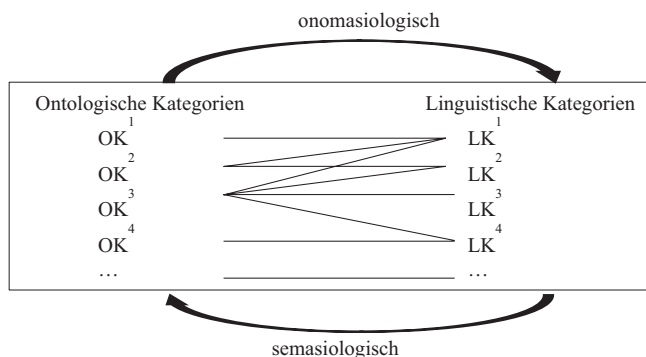 onomasiologisch
Ontologische Kategorien Linguistische Kategorien
OK¹ LK¹
OK² LK²
OK³ LK³
OK⁴ LK⁴
… …
semasiologisch